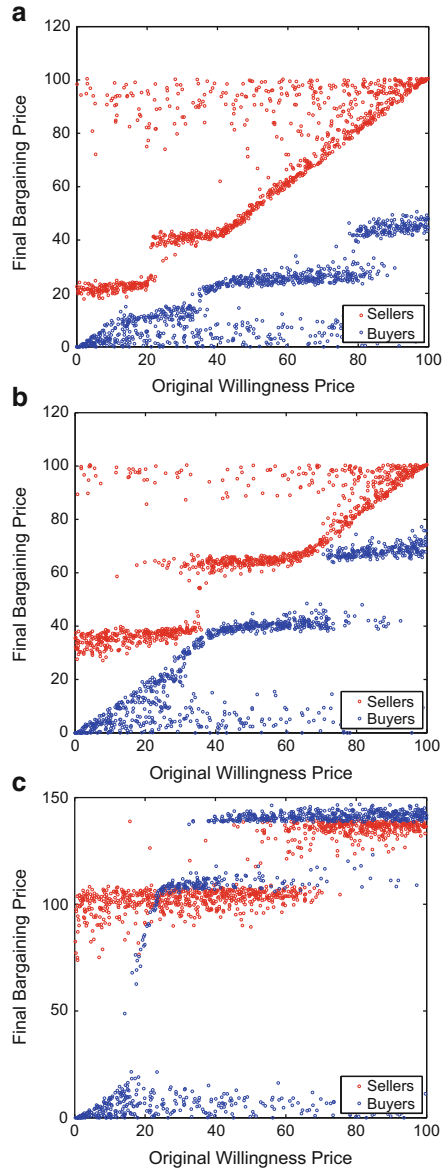 a
120
100
80
60
40
20
0
0 20 40 60 80 100
Final Bargaining Price
Original Willingness Price
Sellers
Buyers
b
120
100
80
60
40
20
0
0 20 40 60 80 100
Final Bargaining Price
Original Willingness Price
Sellers
Buyers
c
150
100
50
0
0 20 40 60 80 100
Final Bargaining Price
Original Willingness Price
Sellers
Buyers